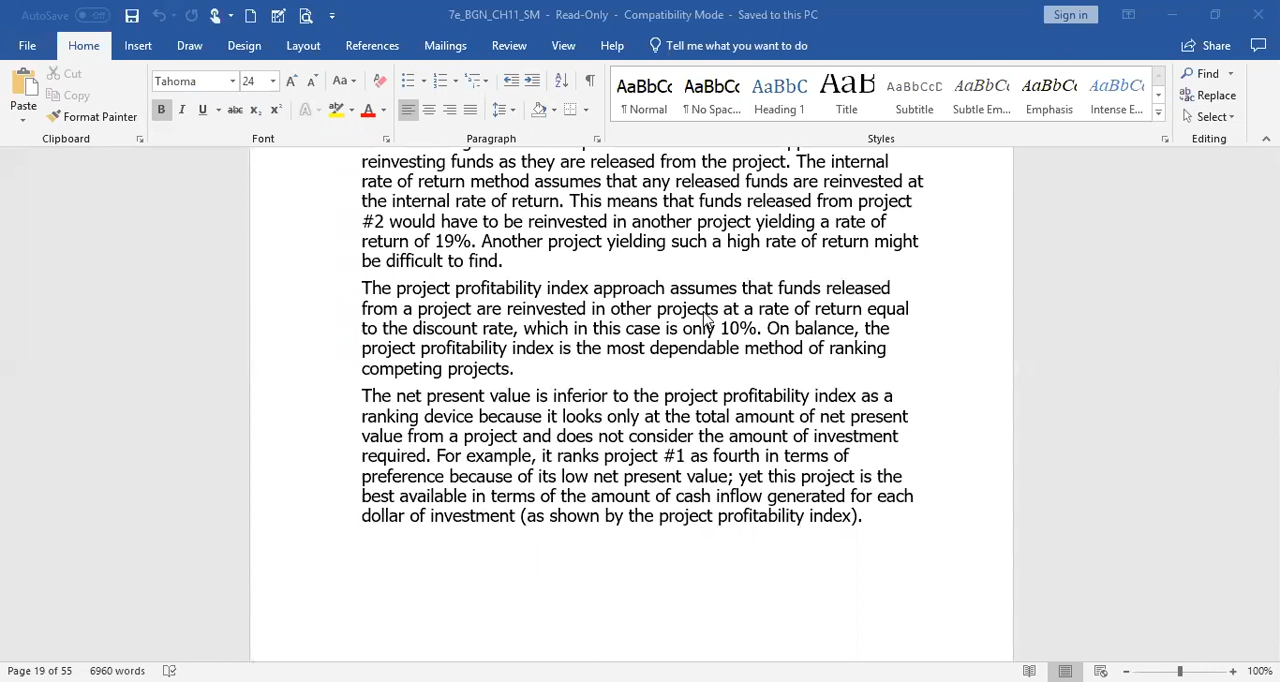 AutoSave Off
7e_BGN_CH11_SM - Read-Only - Compatibility Mode - Saved to this PC
Sign in
File Home Insert Draw Design Layout References Mailings Review View Help Tell me what you want to do Share
Cut
Copy
Format Painter
Paste
Clipboard
Tahoma 24
Font
Paragraph
AaBbCc AaBbCc AaBbC AaB AaBbCcD AaBbCc AaBbCc AaBbCc
¶ Normal ¶ No Spac... Heading 1 Title Subtitle Subtle Em... Emphasis Intense E...
Styles
Find
Replace
Select
Editing
reinvesting funds as they are released from the project. The internal
rate of return method assumes that any released funds are reinvested at
the internal rate of return. This means that funds released from project
#2 would have to be reinvested in another project yielding a rate of
return of 19%. Another project yielding such a high rate of return might
be difficult to find.
The project profitability index approach assumes that funds released
from a project are reinvested in other projects at a rate of return equal
to the discount rate, which in this case is only 10%. On balance, the
project profitability index is the most dependable method of ranking
competing projects.
The net present value is inferior to the project profitability index as a
ranking device because it looks only at the total amount of net present
value from a project and does not consider the amount of investment
required. For example, it ranks project #1 as fourth in terms of
preference because of its low net present value; yet this project is the
best available in terms of the amount of cash inflow generated for each
dollar of investment (as shown by the project profitability index).
Page 19 of 55 6960 words
100%